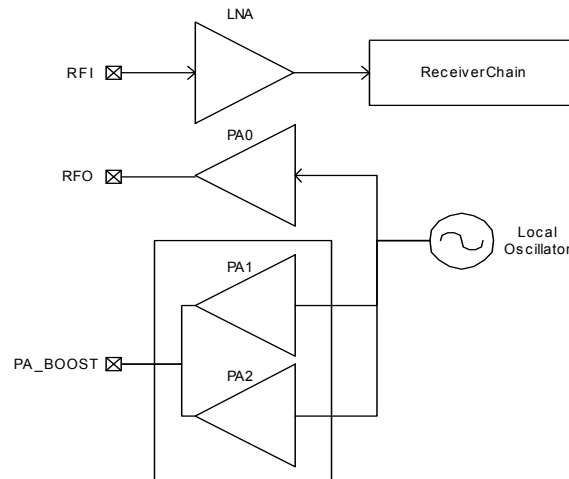 LNA
RFI
ReceiverChain
PA0
RFO
Local
Oscillator
PA1
PA_BOOST
PA2